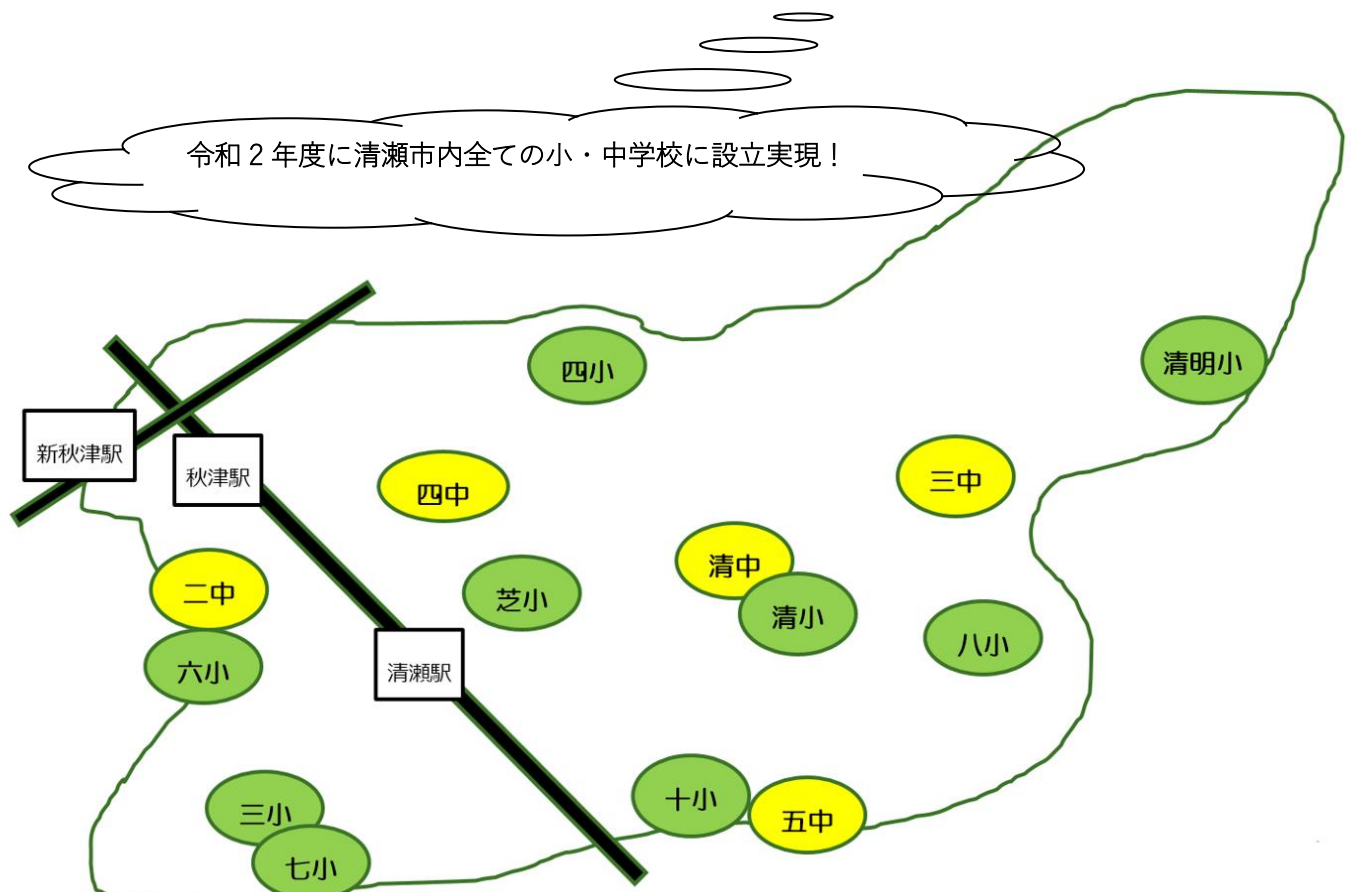 令和2年度に清瀬市内全ての小・中学校に設立実現!
四小
清明小
新秋津駅
秋津駅
四中
三中
清中
二中
芝小
清小
八小
六小
清瀬駅
三小
十小
五中
七小